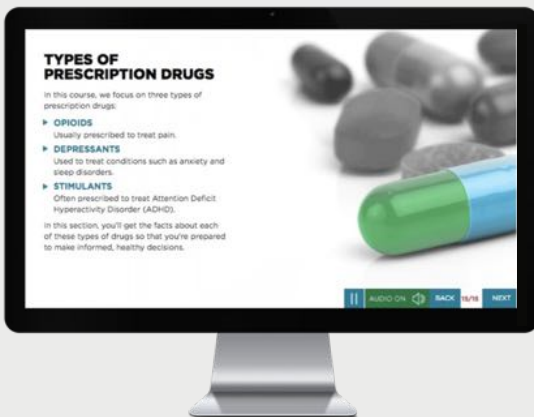 TYPES OF
PRESCRIPTION DRUGS
In this course, we focus on three types of
prescription drugs:
▶ OPIOIDS
Usually prescribed to treat pain.
▶ DEPRESSANTS
Used to treat conditions such as anxiety and
sleep disorders.
▶ STIMULANTS
Often prescribed to treat Attention Deficit
Hyperactivity Disorder (ADHD).
In this section, you'll get the facts about each
of these types of drugs so that you're prepared
to make informed, healthy decisions.
AUDIO ON BACK 15/15 NEXT